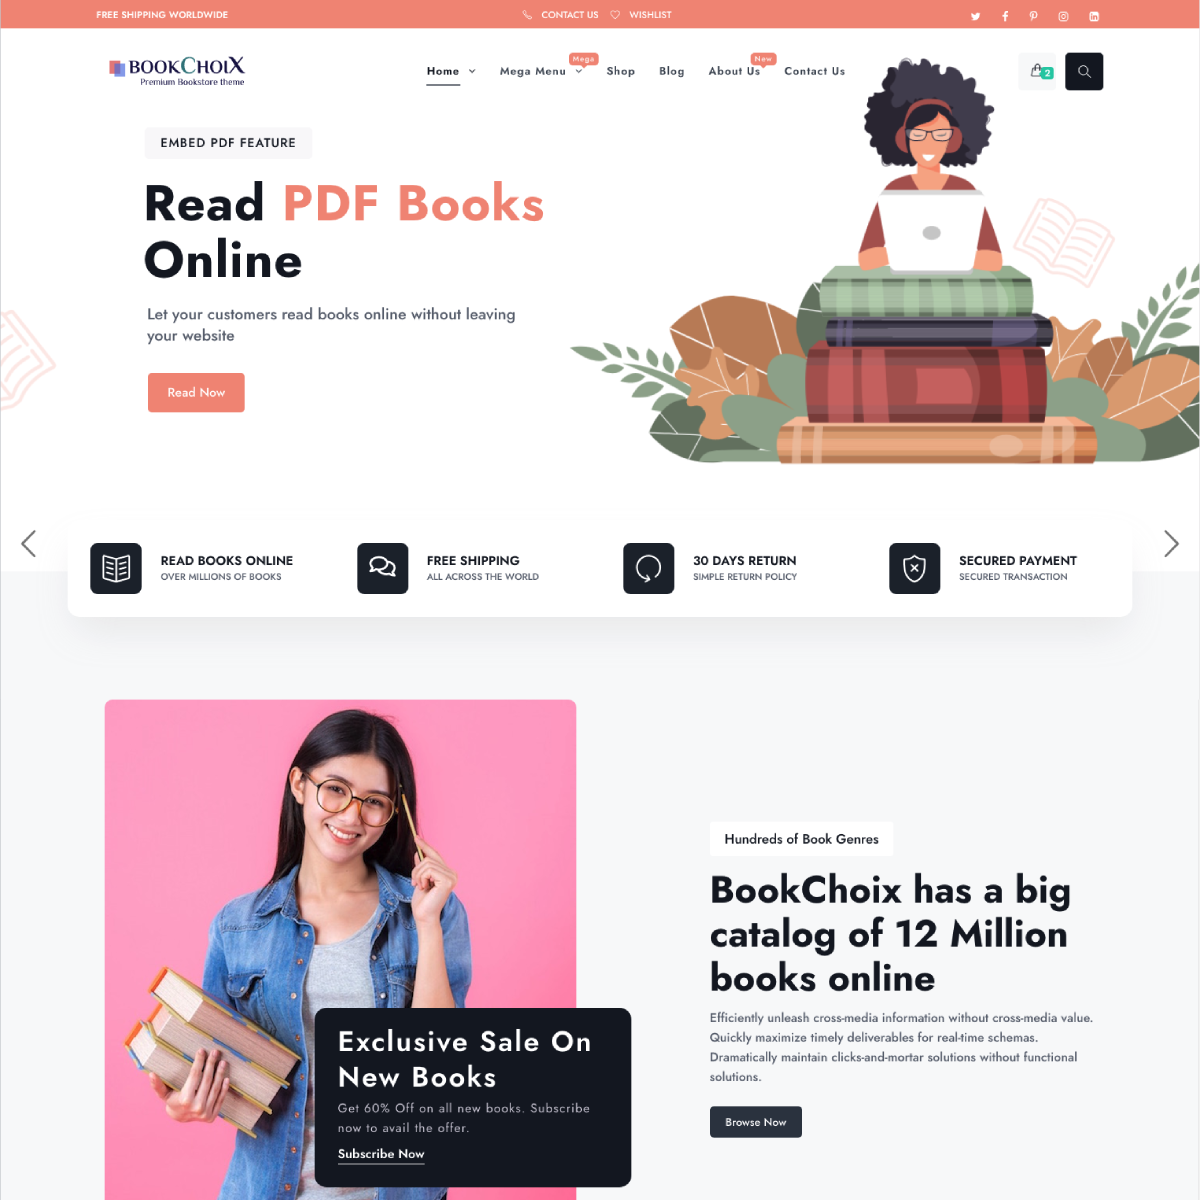 FREE SHIPPING WORLDWIDE
CONTACT US
WISHLIST
BOOKCHOIX
Premium Bookstore theme
Home
Mega Menu
Mega
Shop
Blog
About Us
New
Contact Us
2
EMBED PDF FEATURE
Read PDF Books
Online
Let your customers read books online without leaving
your website
Read Now
READ BOOKS ONLINE
OVER MILLIONS OF BOOKS
FREE SHIPPING
ALL ACROSS THE WORLD
30 DAYS RETURN
SIMPLE RETURN POLICY
SECURED PAYMENT
SECURED TRANSACTION
Exclusive Sale On
New Books
Get 60% Off on all new books. Subscribe
now to avail the offer.
Subscribe Now
Hundreds of Book Genres
BookChoix has a big
catalog of 12 Million
books online
Efficiently unleash cross-media information without cross-media value.
Quickly maximize timely deliverables for real-time schemas.
Dramatically maintain clicks-and-mortar solutions without functional
solutions.
Browse Now